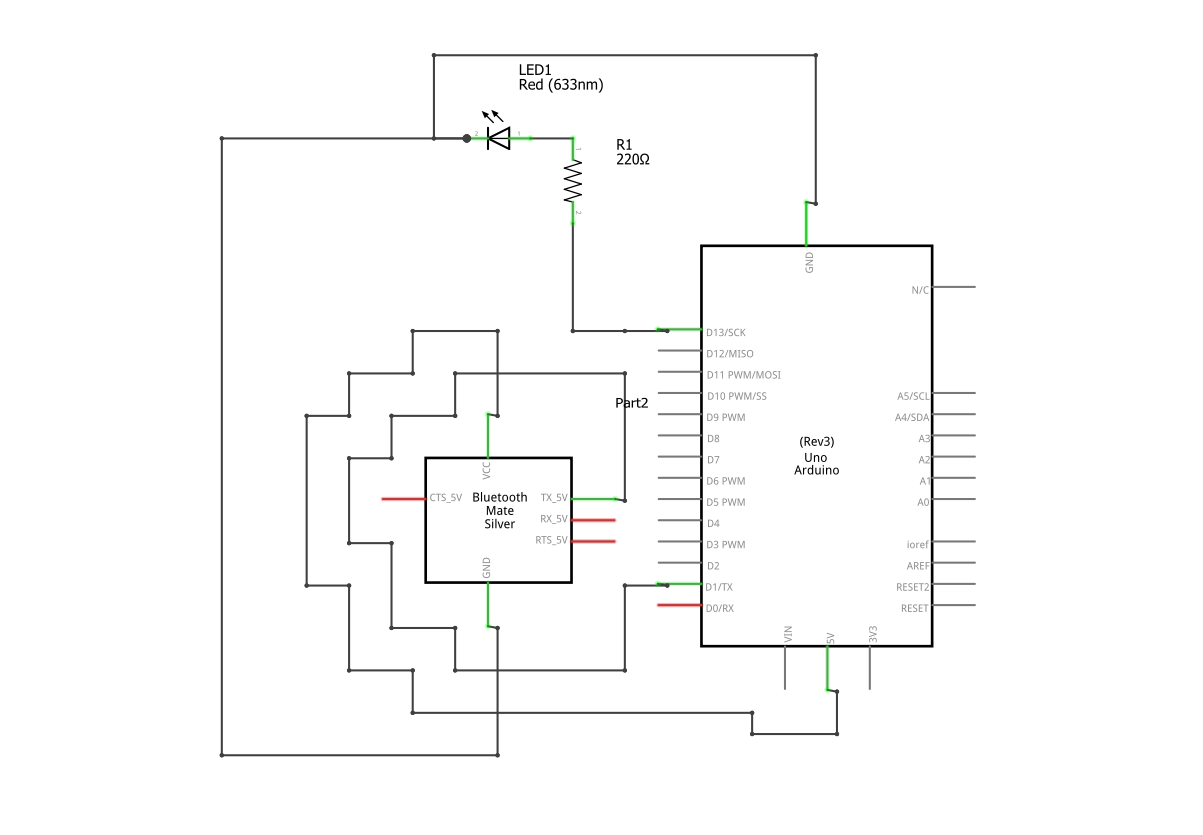 LED1
Red (633nm)
2
1
R1
220Ω
1
2
GND
N/C
D13/SCK
D12/MISO
D11 PWM/MOSI
D10 PWM/SS
A5/SCL
Part2
D9 PWM
A4/SDA
D8
A3
(Rev3)
Uno
Arduino
D7
A2
D6 PWM
A1
D5 PWM
A0
D4
D3 PWM
ioref
D2
AREF
D1/TX
RESET2
D0/RX
RESET
VIN
5V
3V3
VCC
CTS_5V
Bluetooth
Mate
Silver
TX_5V
RX_5V
RTS_5V
GND